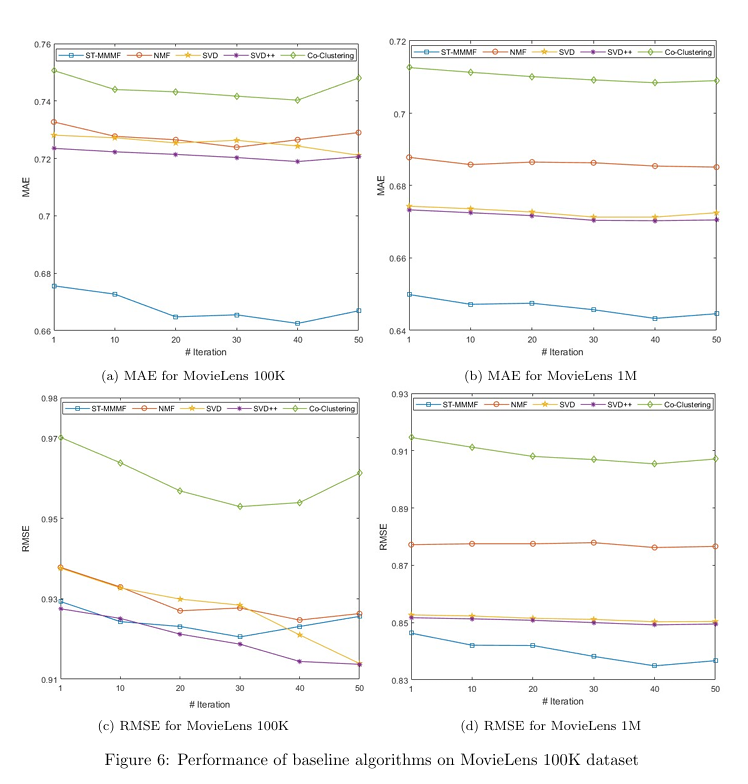 0.76
ST-MMMF NMF SVD SVD++ Co-Clustering
0.74
0.72
0.7
0.68
0.66
MAE
1 10 20 30 40 50
# Iteration
(a) MAE for MovieLens 100K
0.72
ST-MMMF NMF SVD SVD++ Co-Clustering
0.7
0.68
0.66
0.64
MAE
1 10 20 30 40 50
# Iteration
(b) MAE for MovieLens 1M
0.98
ST-MMMF NMF SVD SVD++ Co-Clustering
0.97
0.95
0.93
0.91
RMSE
1 10 20 30 40 50
# Iteration
(c) RMSE for MovieLens 100K
0.93
ST-MMMF NMF SVD SVD++ Co-Clustering
0.91
0.89
0.87
0.85
0.83
RMSE
1 10 20 30 40 50
# Iteration
(d) RMSE for MovieLens 1M
Figure 6: Performance of baseline algorithms on MovieLens 100K dataset